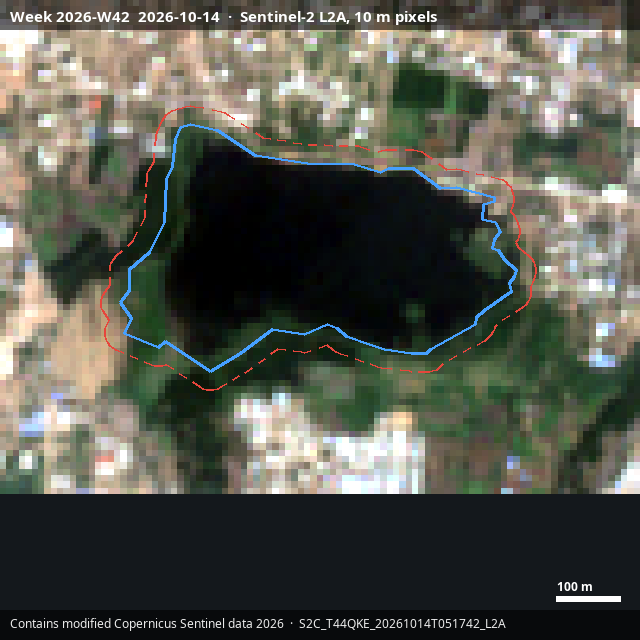 Week 2026-W42 2026-10-14 · Sentinel-2 L2A, 10 m pixels
100 m
Contains modified Copernicus Sentinel data 2026 · S2C_T44QKE_20261014T051742_L2A